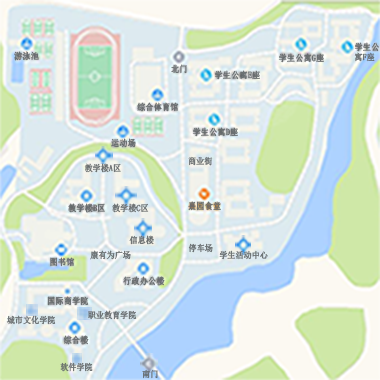 学生公寓G座
学生公
寓F座
游泳池
北门
学生公寓E座
综合体育馆
学生公寓D座
运动场
商业街
教学楼A区
教学楼B区
教学楼C区
嘉园食堂
信息楼
停车场
康有为广场
学生活动中心
图书馆
行政办公楼
国际商学院
职业教育学院
城市文化学院
综合楼
软件学院
南门